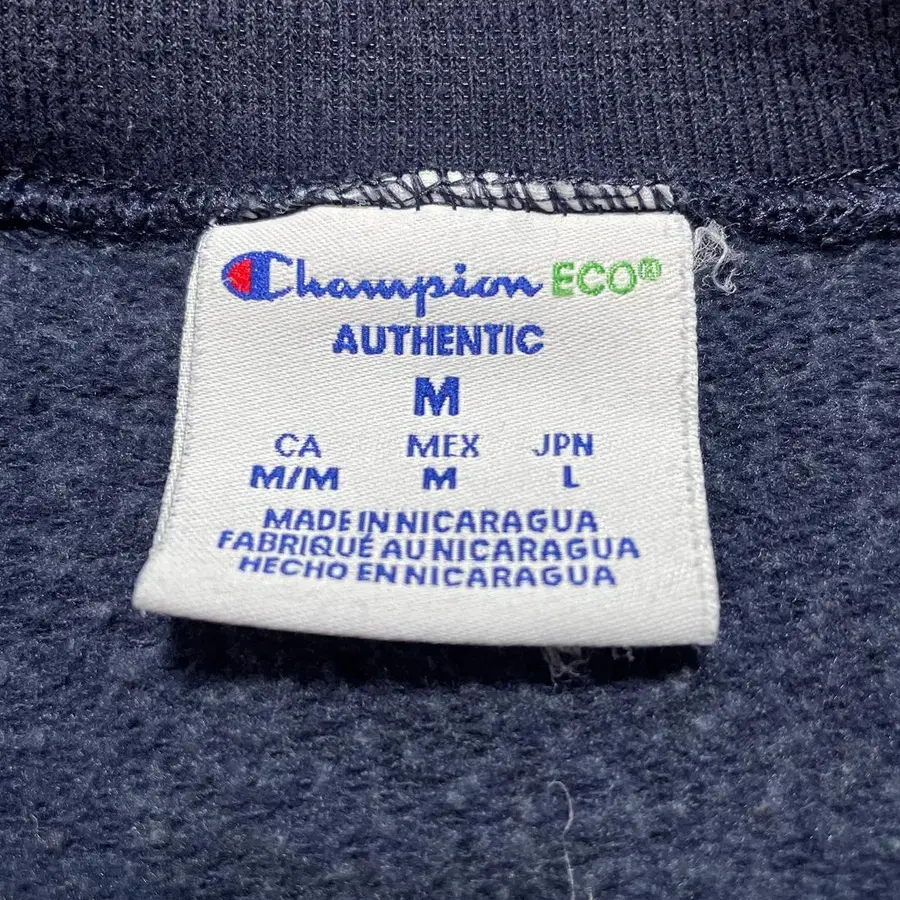 Champion ECO®
AUTHENTIC
M
CA MEX JPN
M/M M L
MADE IN NICARAGUA
FABRIQUÉ AU NICARAGUA
HECHO EN NICARAGUA